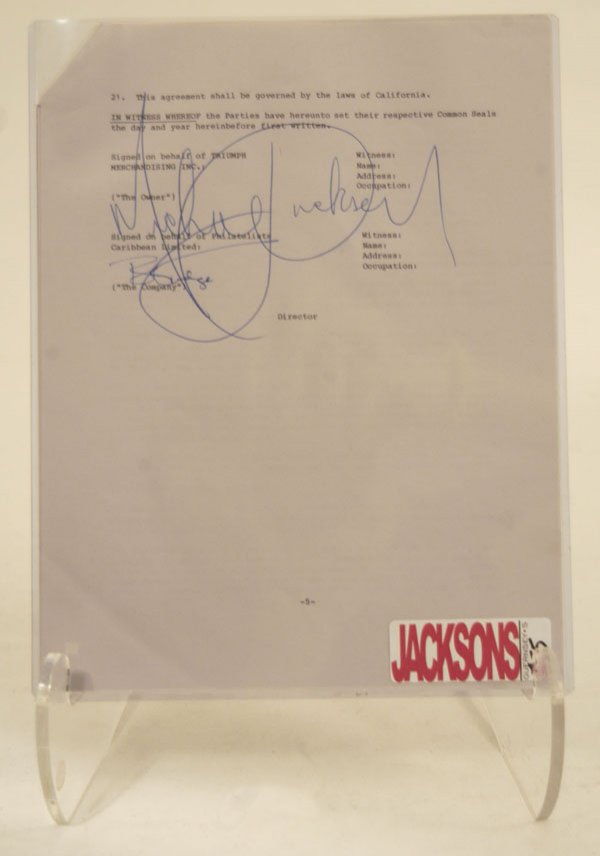 21. This agreement shall be governed by the laws of California.
IN WITNESS WHEREOF the Parties have hereunto set their respective Common Seals
the day and year hereinbefore first written.
Signed on behalf of TRIUMPH Witness:
MERCHANDISING INC.: Name:
Address:
Occupation:
("The Owner")
Michael Jackson
Signed on behalf of Philatelists Witness:
Caribbean Limited: Name:
Address:
Occupation:
("The Company")
Director
-5-
JACKSONS
GUERNSEY'S